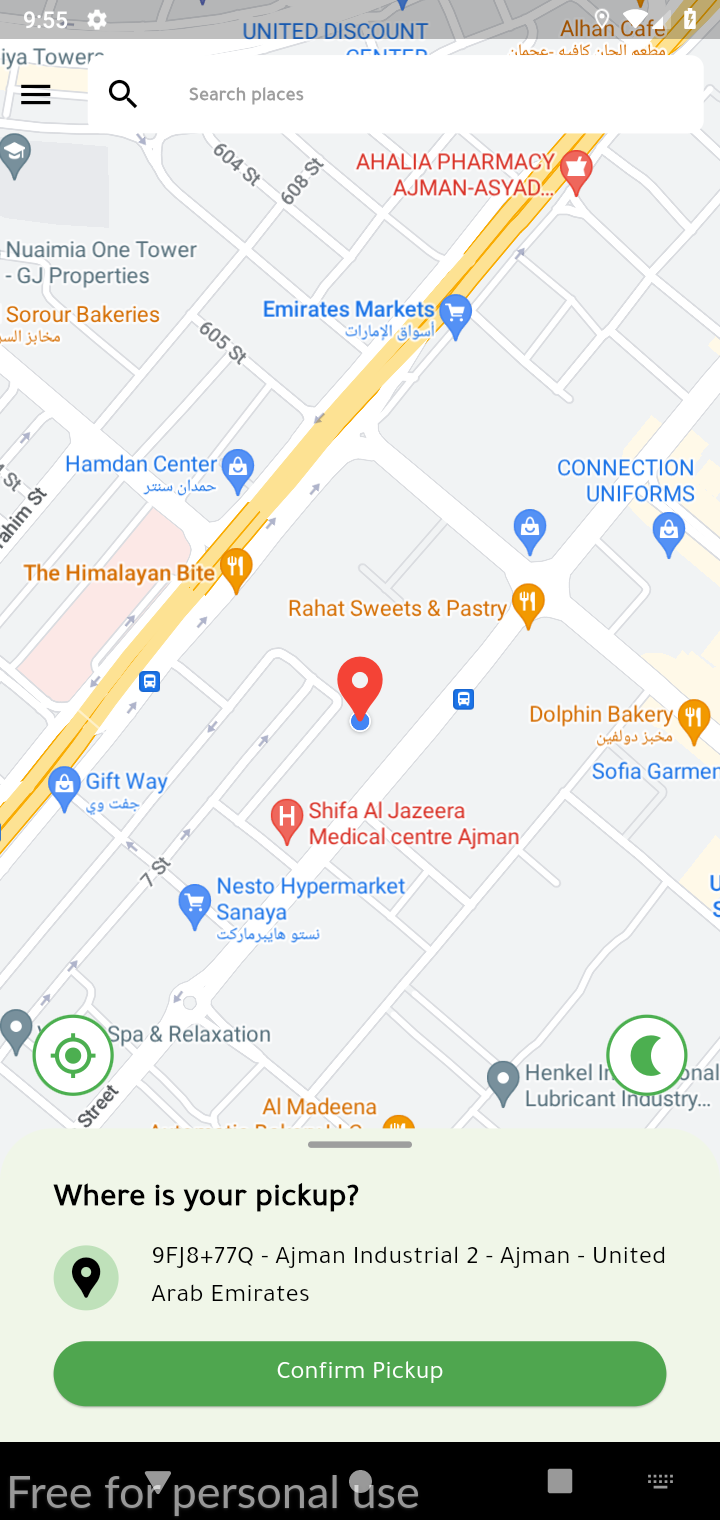 9:55
UNITED DISCOUNT
CENTER
Alhan Cafe
مطعم الحان كافيه -عجمان
iya Towers
Search places
604 St
608 St
AHALIA PHARMACY
AJMAN-ASYAD...
Nuaimia One Tower
- GJ Properties
Sorour Bakeries
مخابز السر
Emirates Markets
أسواق الإمارات
605 St
Hamdan Center
حمدان سنتر
CONNECTION
UNIFORMS
St
rahim St
The Himalayan Bite
Rahat Sweets & Pastry
Dolphin Bakery
مخبز دولفين
Sofia Garmen
Gift Way
جفت وي
Shifa Al Jazeera
Medical centre Ajman
7 St
Nesto Hypermarket
Sanaya
نستو هايبرماركت
U
S
Spa & Relaxation
Henkel In onal
Lubricant Industry...
Street
Al Madeena
Where is your pickup?
9FJ8+77Q - Ajman Industrial 2 - Ajman - United
Arab Emirates
Confirm Pickup
Free for personal use